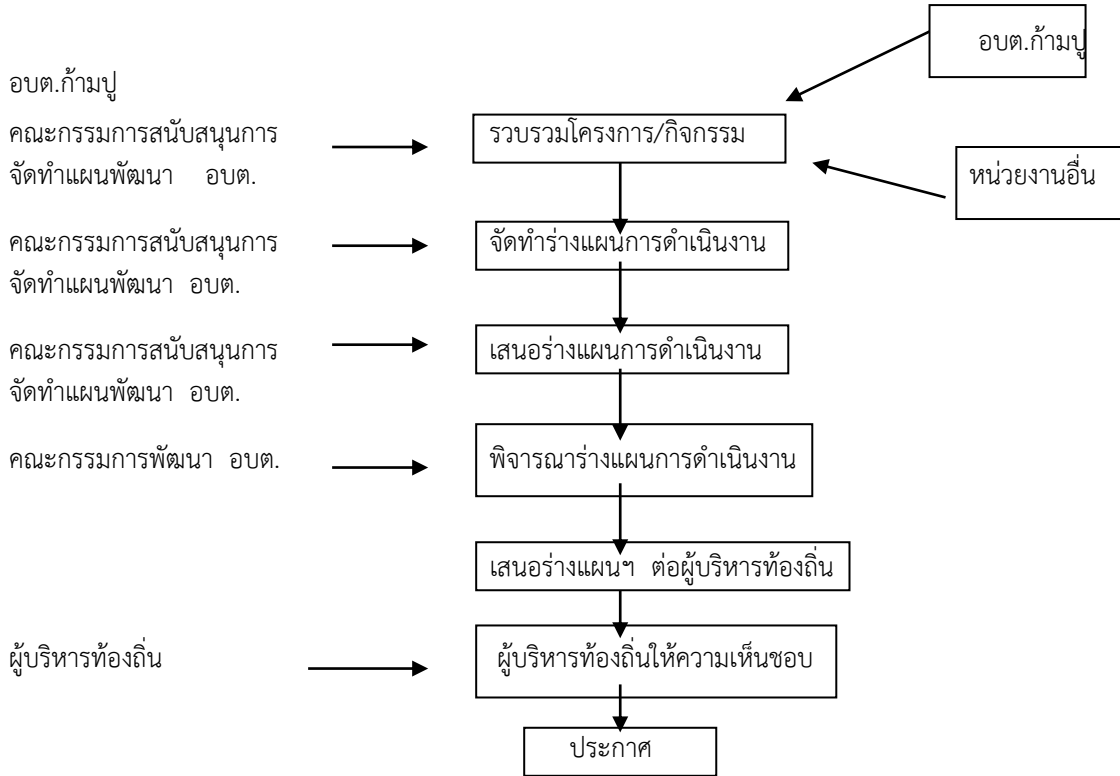 อบต.ก้ามปู
อบต.ก้ามปู
คณะกรรมการสนับสนุนการ
จัดทำแผนพัฒนา อบต.
รวบรวมโครงการ/กิจกรรม
หน่วยงานอื่น
คณะกรรมการสนับสนุนการ
จัดทำแผนพัฒนา อบต.
จัดทำร่างแผนการดำเนินงาน
คณะกรรมการสนับสนุนการ
จัดทำแผนพัฒนา อบต.
เสนอร่างแผนการดำเนินงาน
คณะกรรมการพัฒนา อบต.
พิจารณาร่างแผนการดำเนินงาน
เสนอร่างแผนฯ ต่อผู้บริหารท้องถิ่น
ผู้บริหารท้องถิ่น
ผู้บริหารท้องถิ่นให้ความเห็นชอบ
ประกาศ